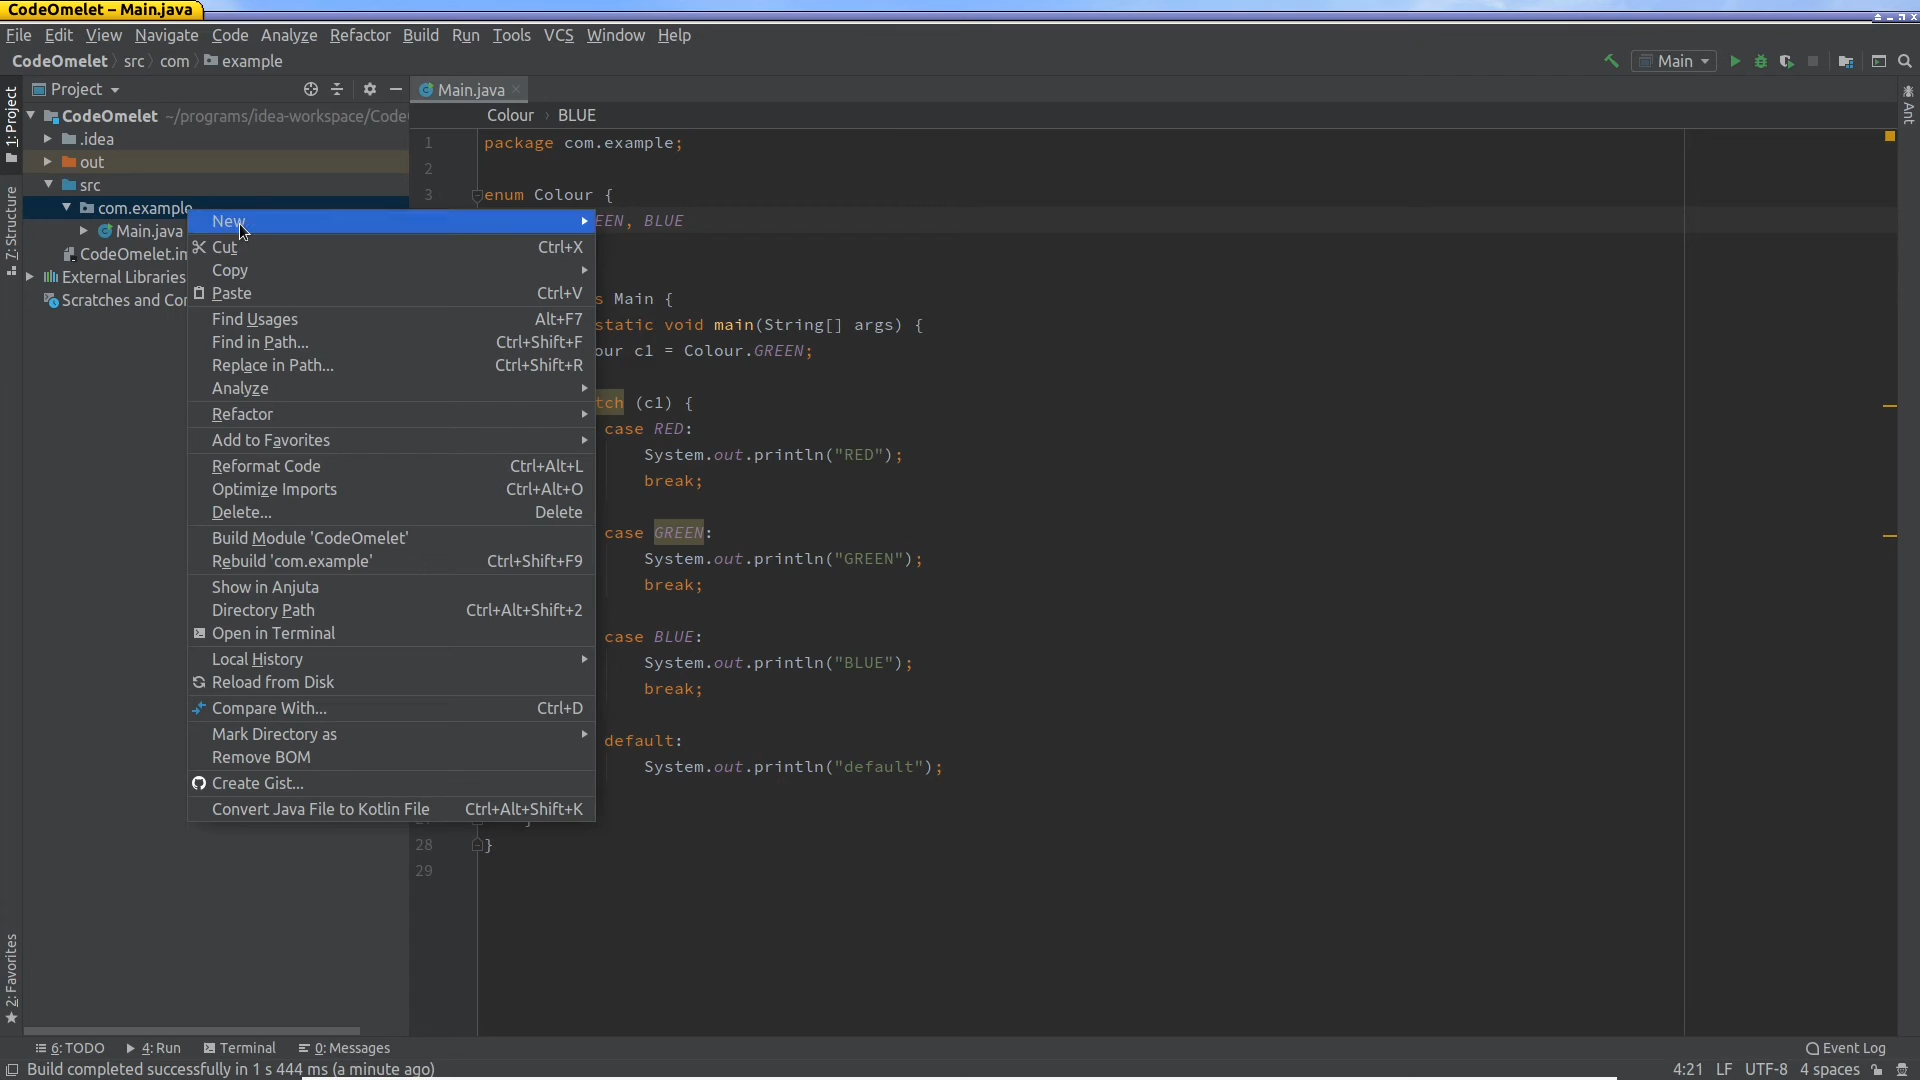 CodeOmelet – Main.java
File Edit View Navigate Code Analyze Refactor Build Run Tools VCS Window Help
CodeOmelet src com example
Main
1: Project
7: Structure
2: Favorites
Project
CodeOmelet ~/programs/idea-workspace/Code
.idea
out
src
com.example
Main.java
CodeOmelet.im
External Libraries
Scratches and Con
New
Cut Ctrl+X
Copy
Paste Ctrl+V
Find Usages Alt+F7
Find in Path... Ctrl+Shift+F
Replace in Path... Ctrl+Shift+R
Analyze
Refactor
Add to Favorites
Reformat Code Ctrl+Alt+L
Optimize Imports Ctrl+Alt+O
Delete... Delete
Build Module 'CodeOmelet'
Rebuild 'com.example' Ctrl+Shift+F9
Show in Anjuta
Directory Path Ctrl+Alt+Shift+2
Open in Terminal
Local History
Reload from Disk
Compare With... Ctrl+D
Mark Directory as
Remove BOM
Create Gist...
Convert Java File to Kotlin File Ctrl+Alt+Shift+K
Main.java
Colour BLUE
1 package com.example;
2
3 enum Colour {
EEN, BLUE
s Main {
static void main(String[] args) {
our c1 = Colour.GREEN;
tch (c1) {
case RED:
System.out.println("RED");
break;
case GREEN:
System.out.println("GREEN");
break;
case BLUE:
System.out.println("BLUE");
break;
default:
System.out.println("default");
}
28 }
29
Ant
6: TODO 4: Run Terminal 0: Messages Event Log
Build completed successfully in 1 s 444 ms (a minute ago) 4:21 LF UTF-8 4 spaces